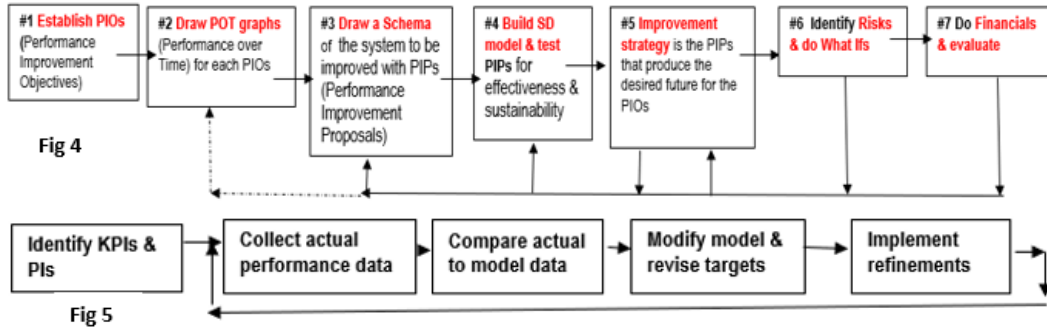 #1 Establish PIOs
(Performance
Improvement
Objectives)
#2 Draw POT graphs
(Performance over
Time) for each PIOs
#3 Draw a Schema
of the system to be
improved with PIPs
(Performance
Improvement
Proposals)
#4 Build SD
model & test
PIPs for
effectiveness &
sustainability
#5 Improvement
strategy is the PIPs
that produce the
desired future for the
PIOs
#6 Identify Risks
& do What Ifs
#7 Do Financials
& evaluate
Fig 4
Identify KPIs &
PIs
Collect actual
performance data
Compare actual
to model data
Modify model &
revise targets
Implement
refinements
Fig 5